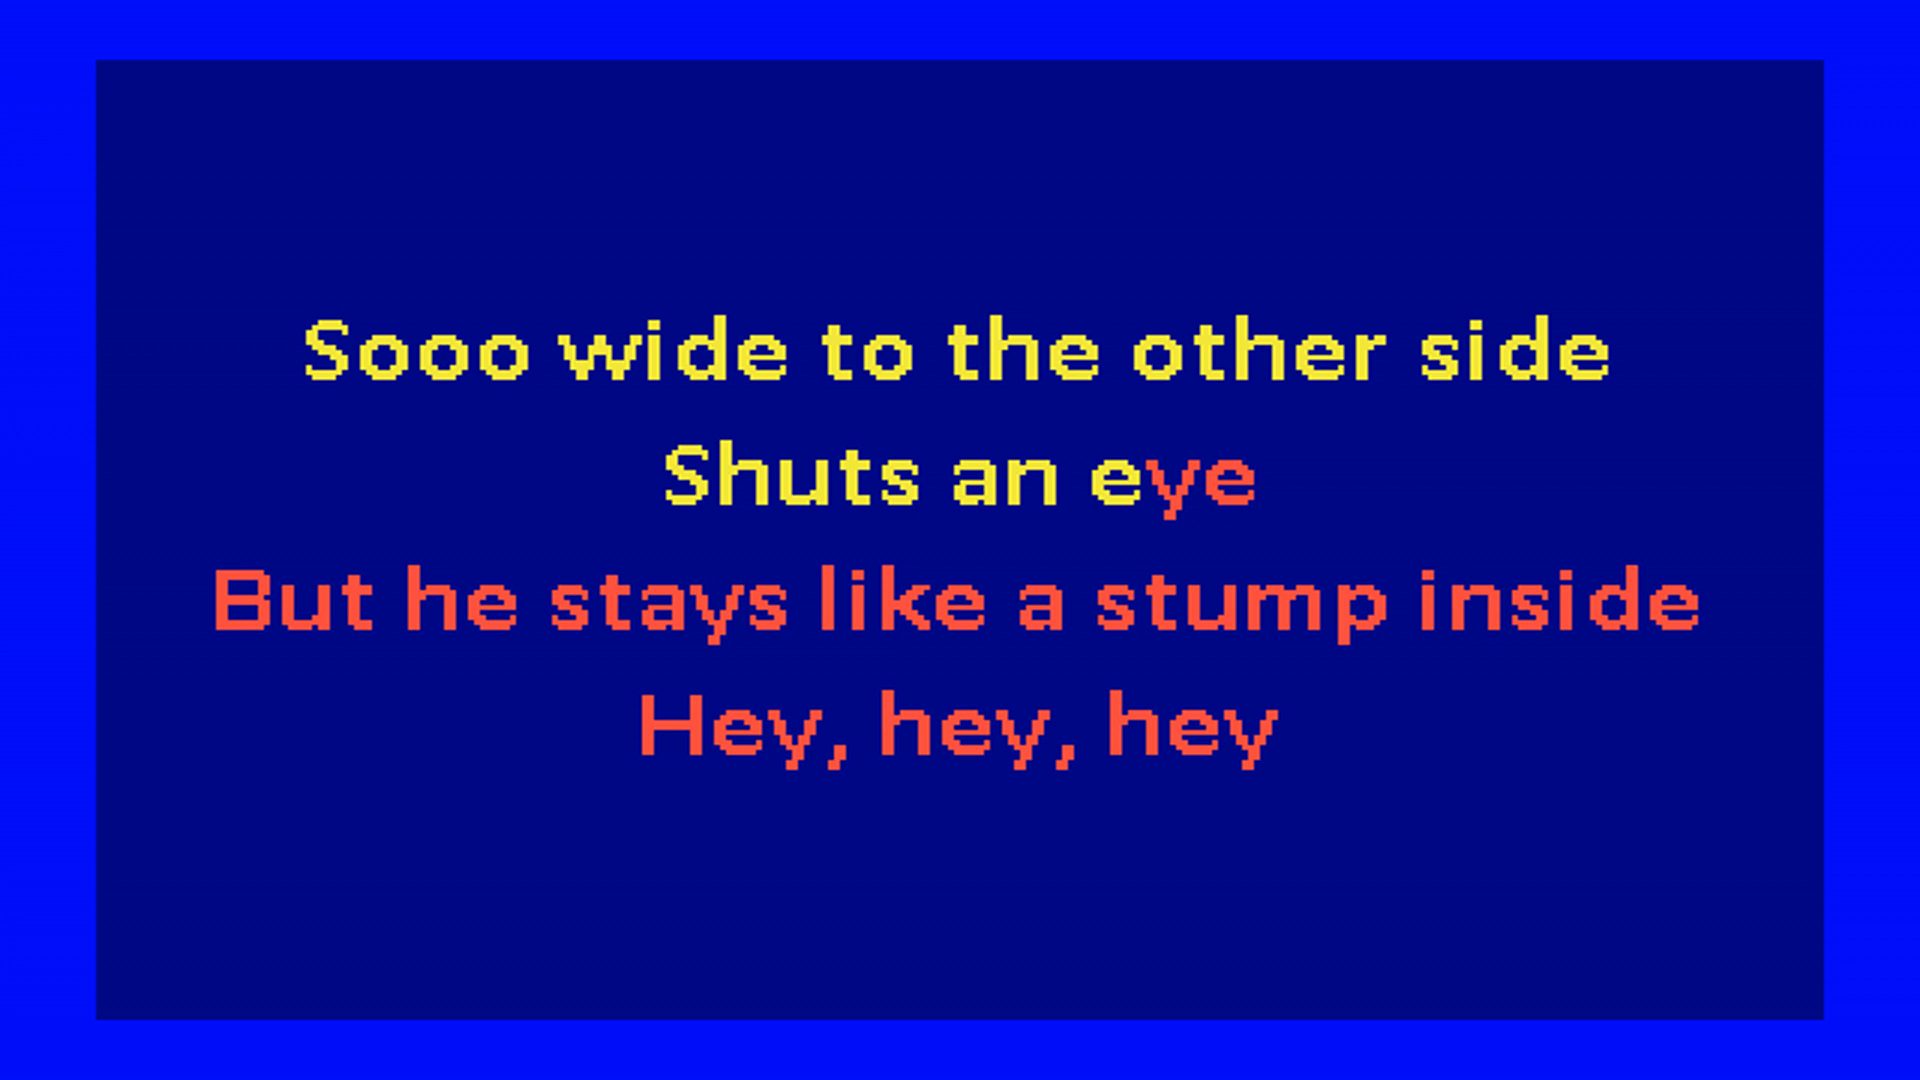 Sooo wide to the other side
Shuts an eye
But he stays like a stump inside
Hey, hey, hey